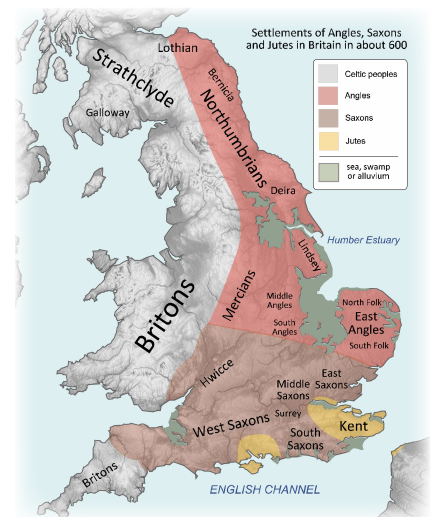 Settlements of Angles, Saxons
and Jutes in Britain in about 600
Celtic peoples
Angles
Saxons
Jutes
sea, swamp
or alluvium
Lothian
Strathclyde
Bernicia
Galloway
Northumbrians
Deira
Humber Estuary
Lindsey
Mercians
Middle
Angles
North Folk
East
Angles
South
Angles
South Folk
Britons
Hwicce
East
Saxons
Middle
Saxons
West Saxons
Surrey
Kent
South
Saxons
Britons
ENGLISH CHANNEL